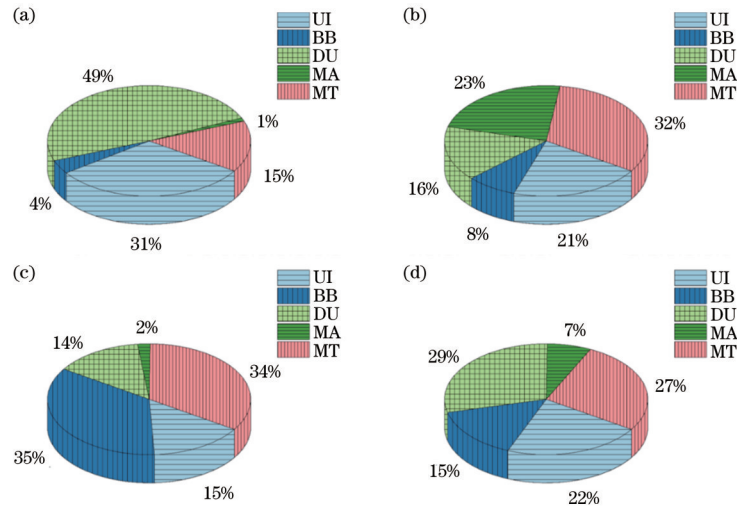 (a)
UI
BB
DU
MA
MT
49%
1%
15%
4%
31%
(b)
UI
BB
DU
MA
MT
23%
32%
16%
8%
21%
(c)
UI
BB
DU
MA
MT
2%
14%
34%
35%
15%
(d)
UI
BB
DU
MA
MT
7%
29%
27%
15%
22%